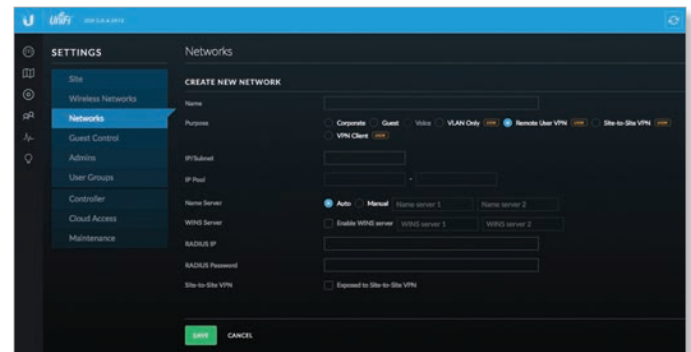 UniFi
SETTINGS
Networks
Site
Wireless Networks
Networks
Guest Control
Admins
User Groups
Controller
Cloud Access
Maintenance
CREATE NEW NETWORK
Name
Purpose
Corporate Guest Voice VLAN Only Remote User VPN Site-to-Site VPN
VPN Client
IP/Subnet
IP Pool
-
Name Server
Auto Manual Name server 1 Name server 2
WINS Server
Enable WINS server WINS server 1 WINS server 2
RADIUS IP
RADIUS Password
Site-to-Site VPN
Exposed to Site-to-Site VPN
SAVE CANCEL